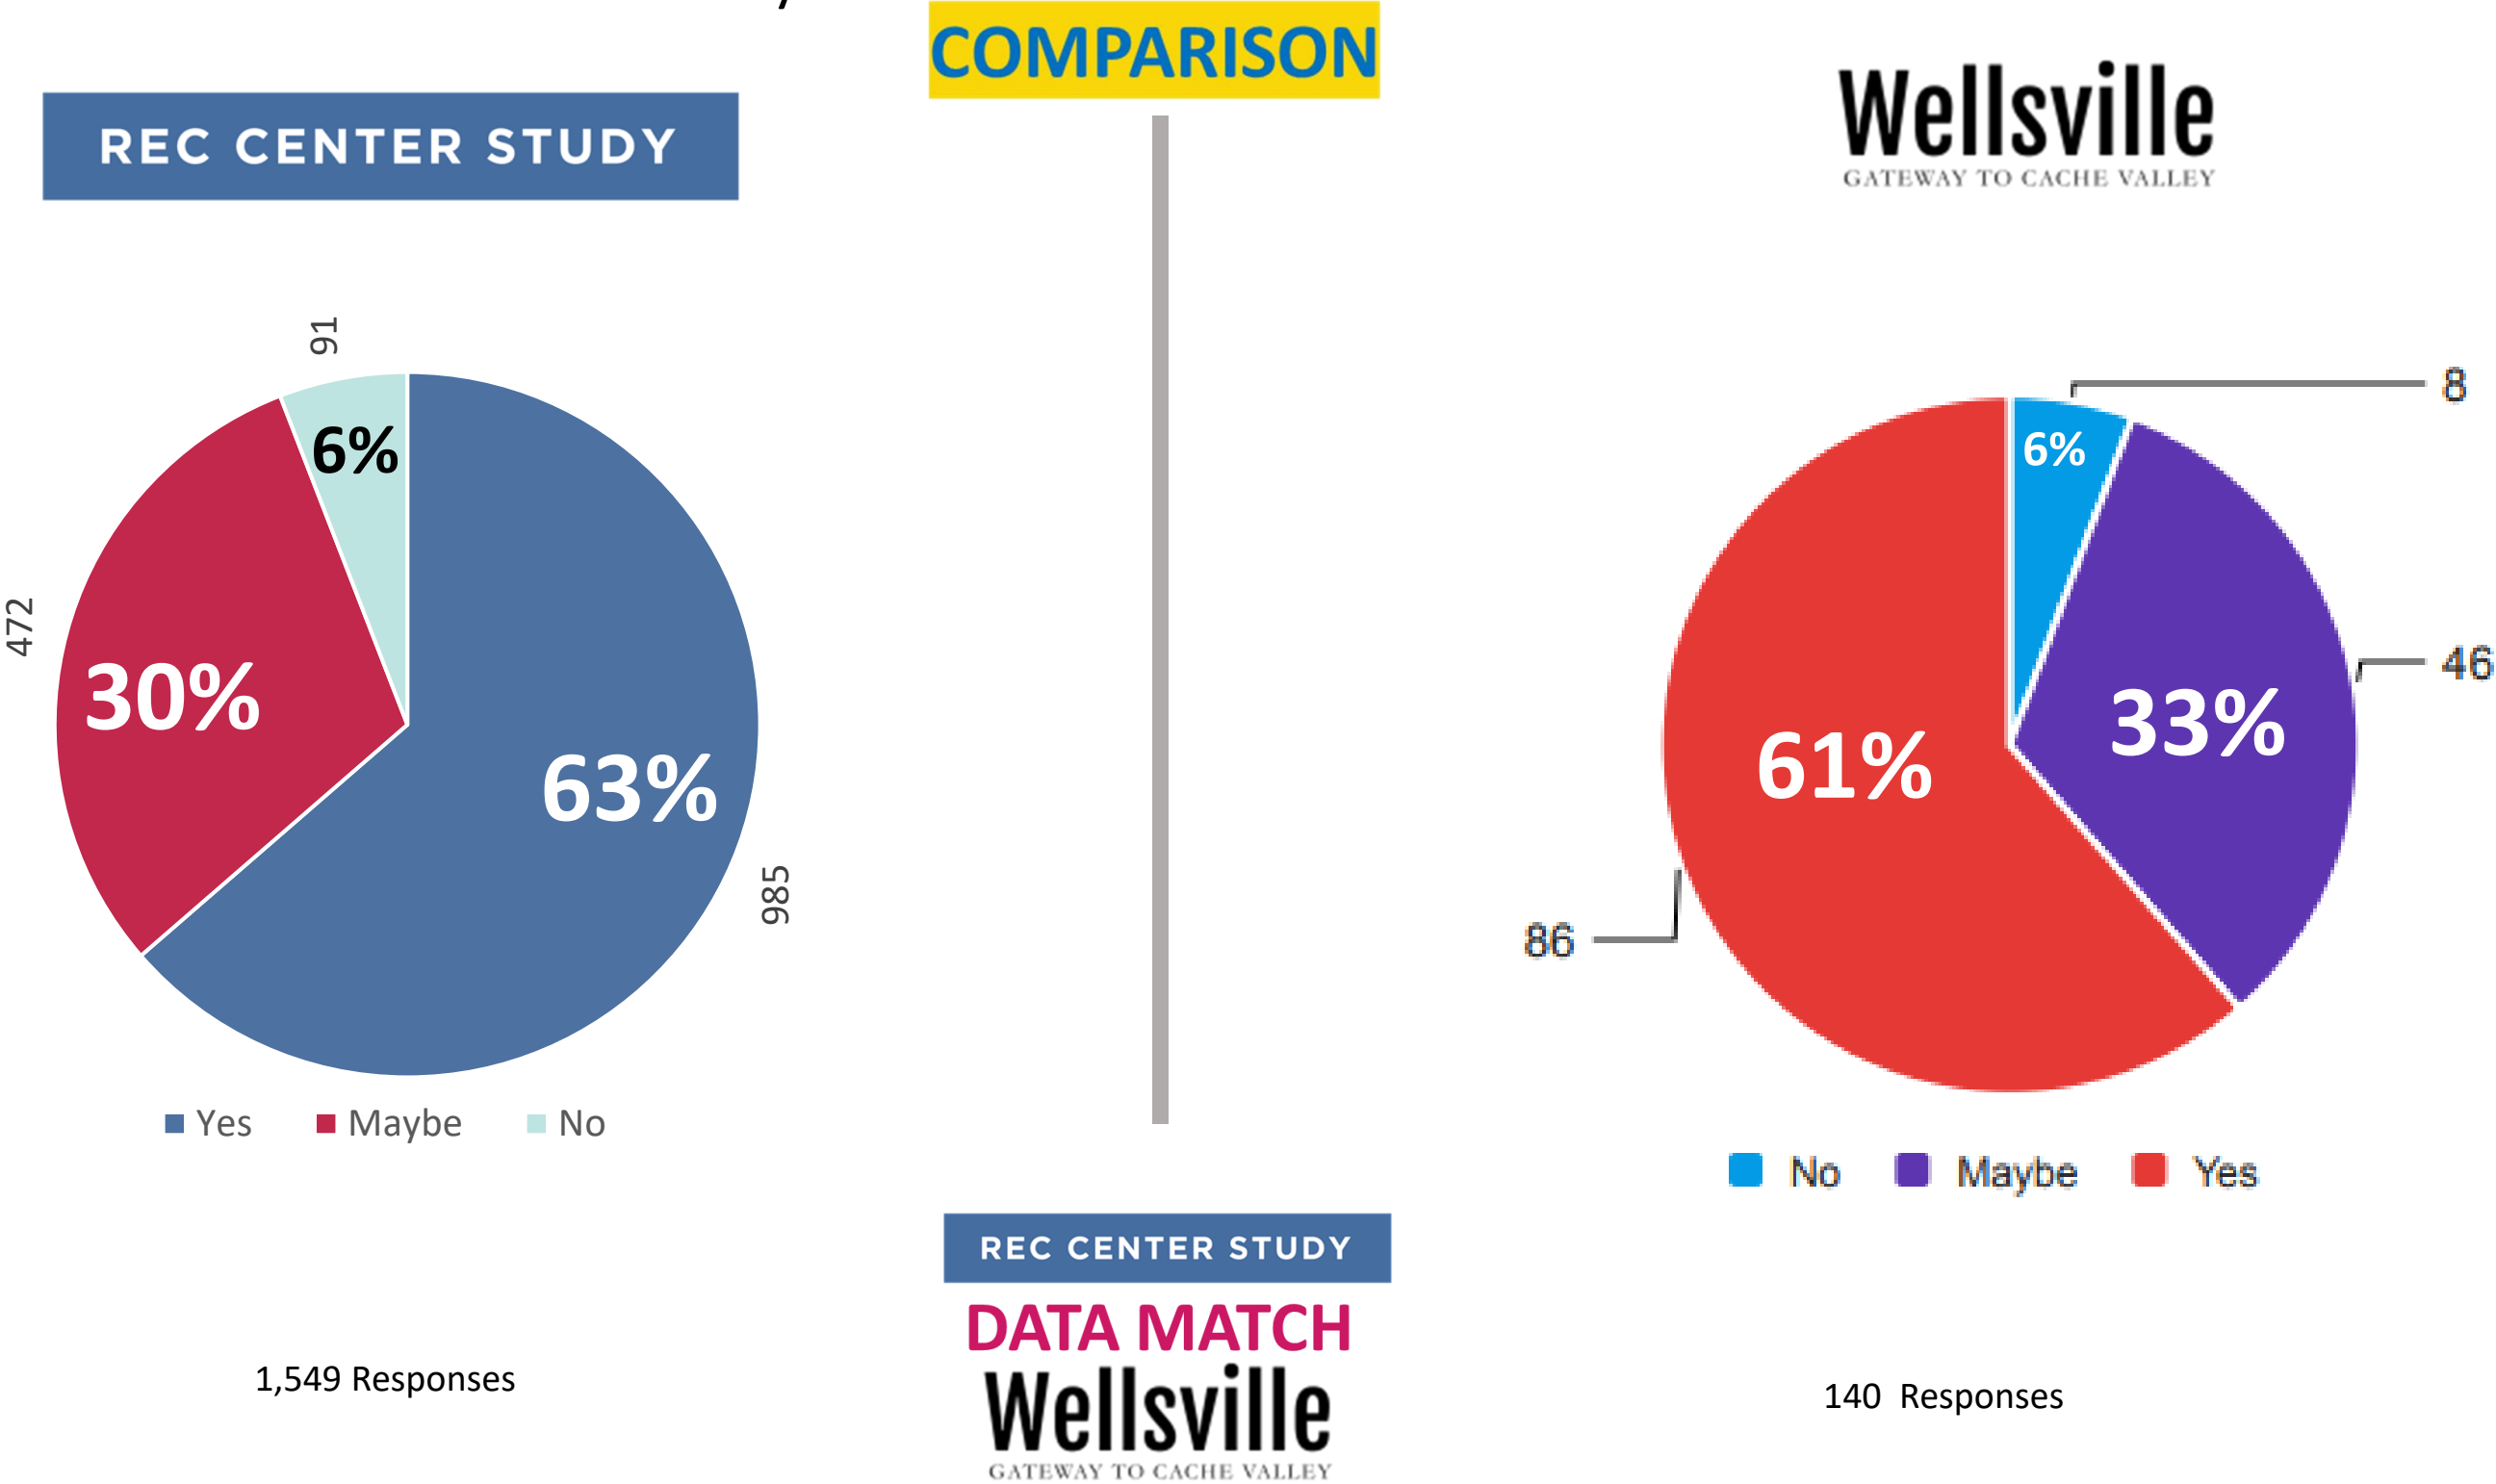 COMPARISON
REC CENTER STUDY
91
6%
472
30%
63%
985
Yes Maybe No
1,549 Responses
Wellsville
GATEWAY TO CACHE VALLEY
8
6%
46
33%
61%
86
No Maybe Yes
140 Responses
REC CENTER STUDY
DATA MATCH
Wellsville
GATEWAY TO CACHE VALLEY